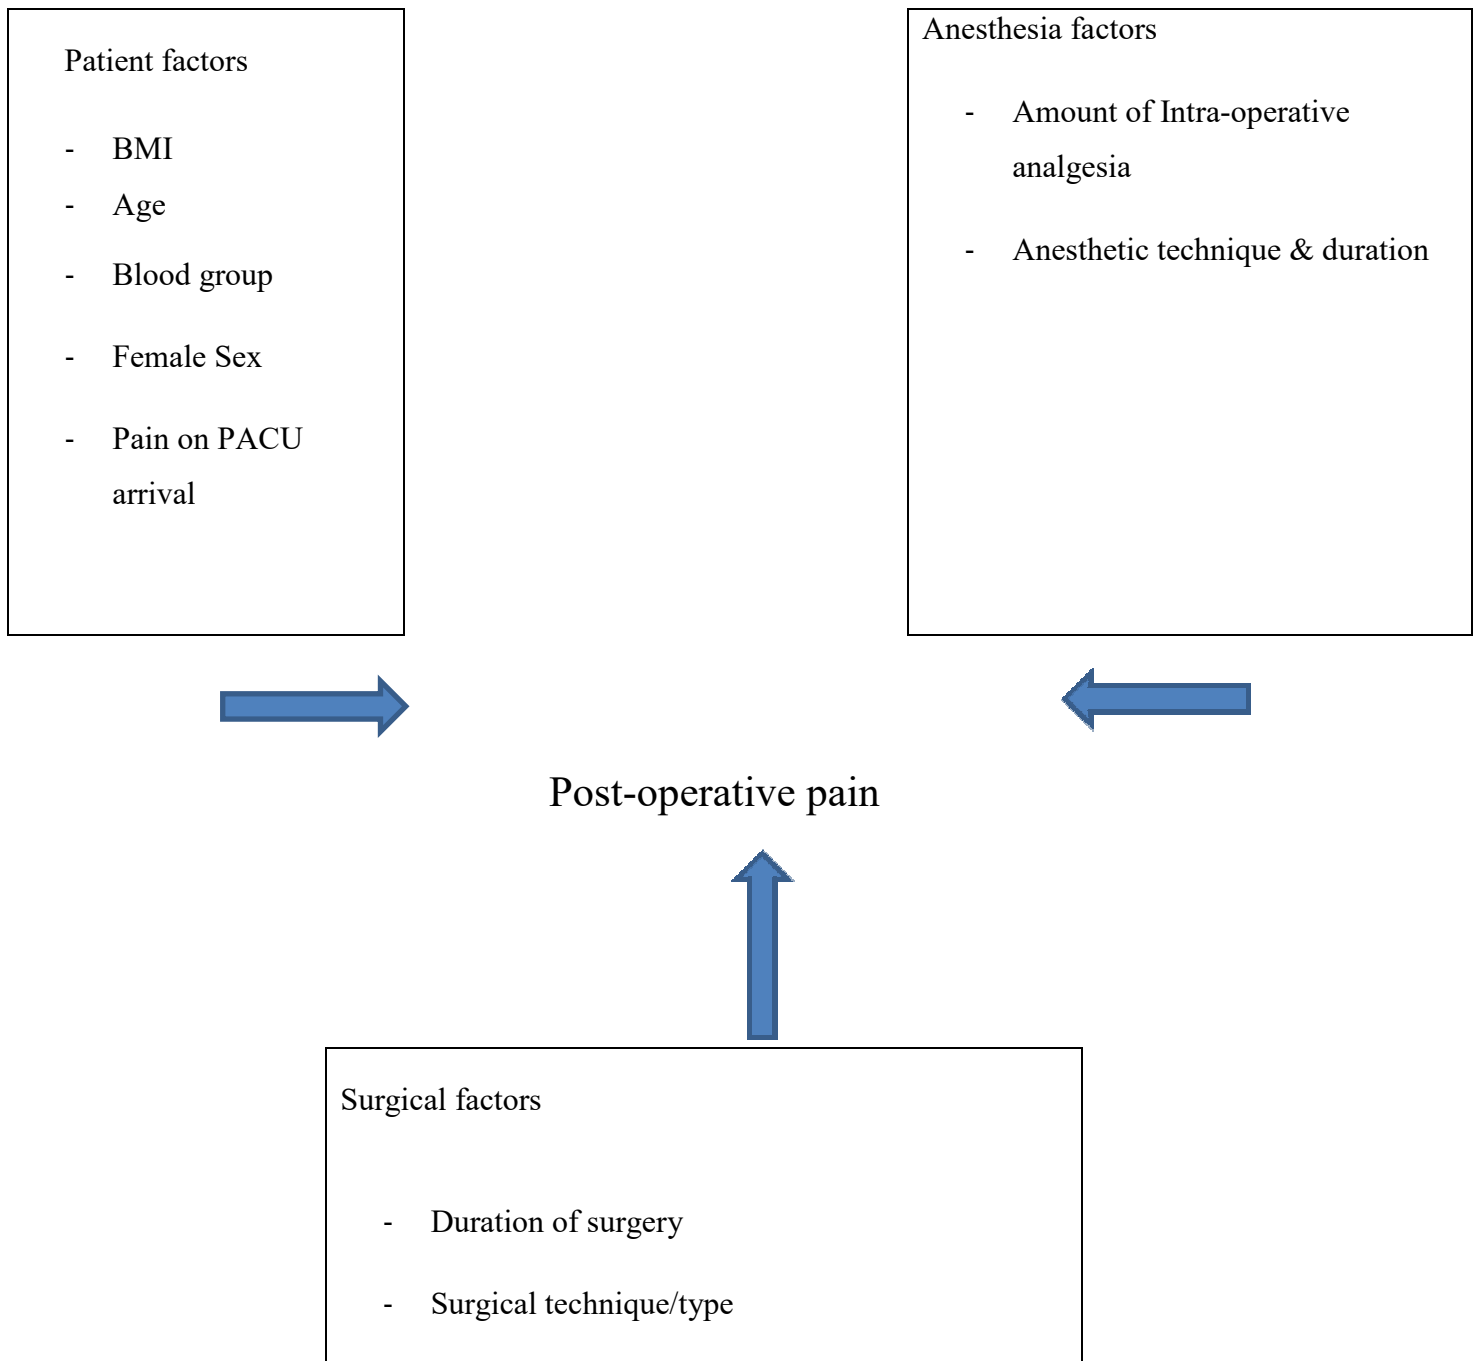 Patient factors
- BMI
- Age
- Blood group
- Female Sex
- Pain on PACU
arrival
Anesthesia factors
- Amount of Intra-operative
analgesia
- Anesthetic technique & duration
Post-operative pain
Surgical factors
- Duration of surgery
- Surgical technique/type